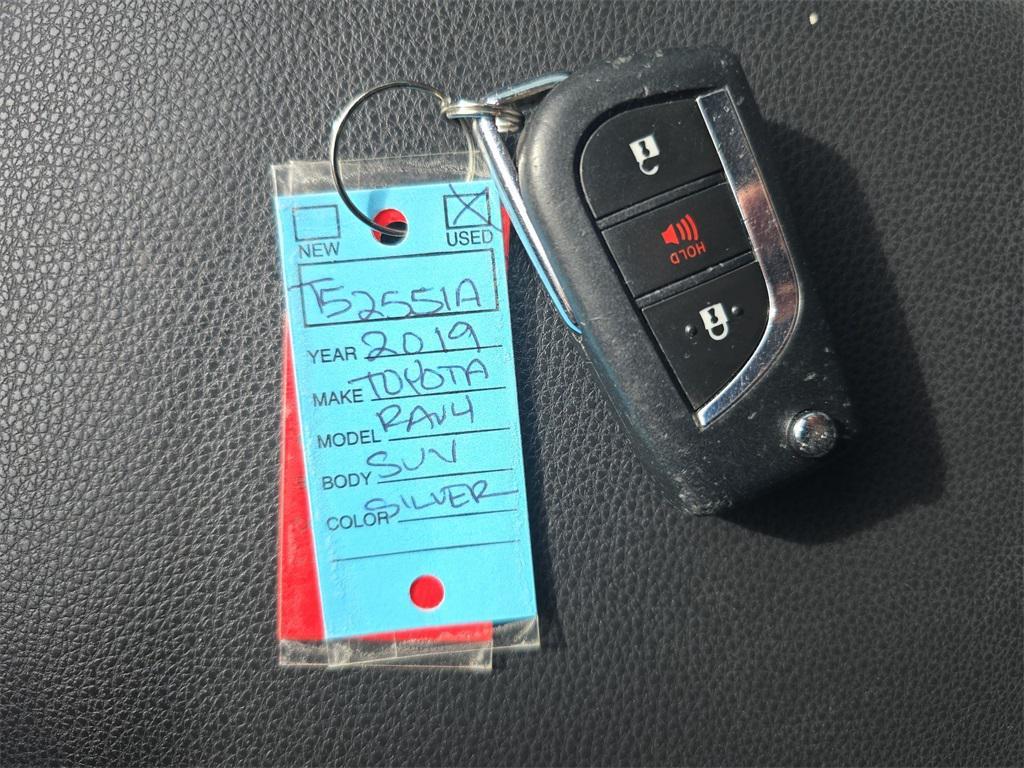 NEW USED
T52551A
YEAR 2019
MAKE TOYOTA
MODEL RAV4
BODY SUV
COLOR SILVER
HOLD